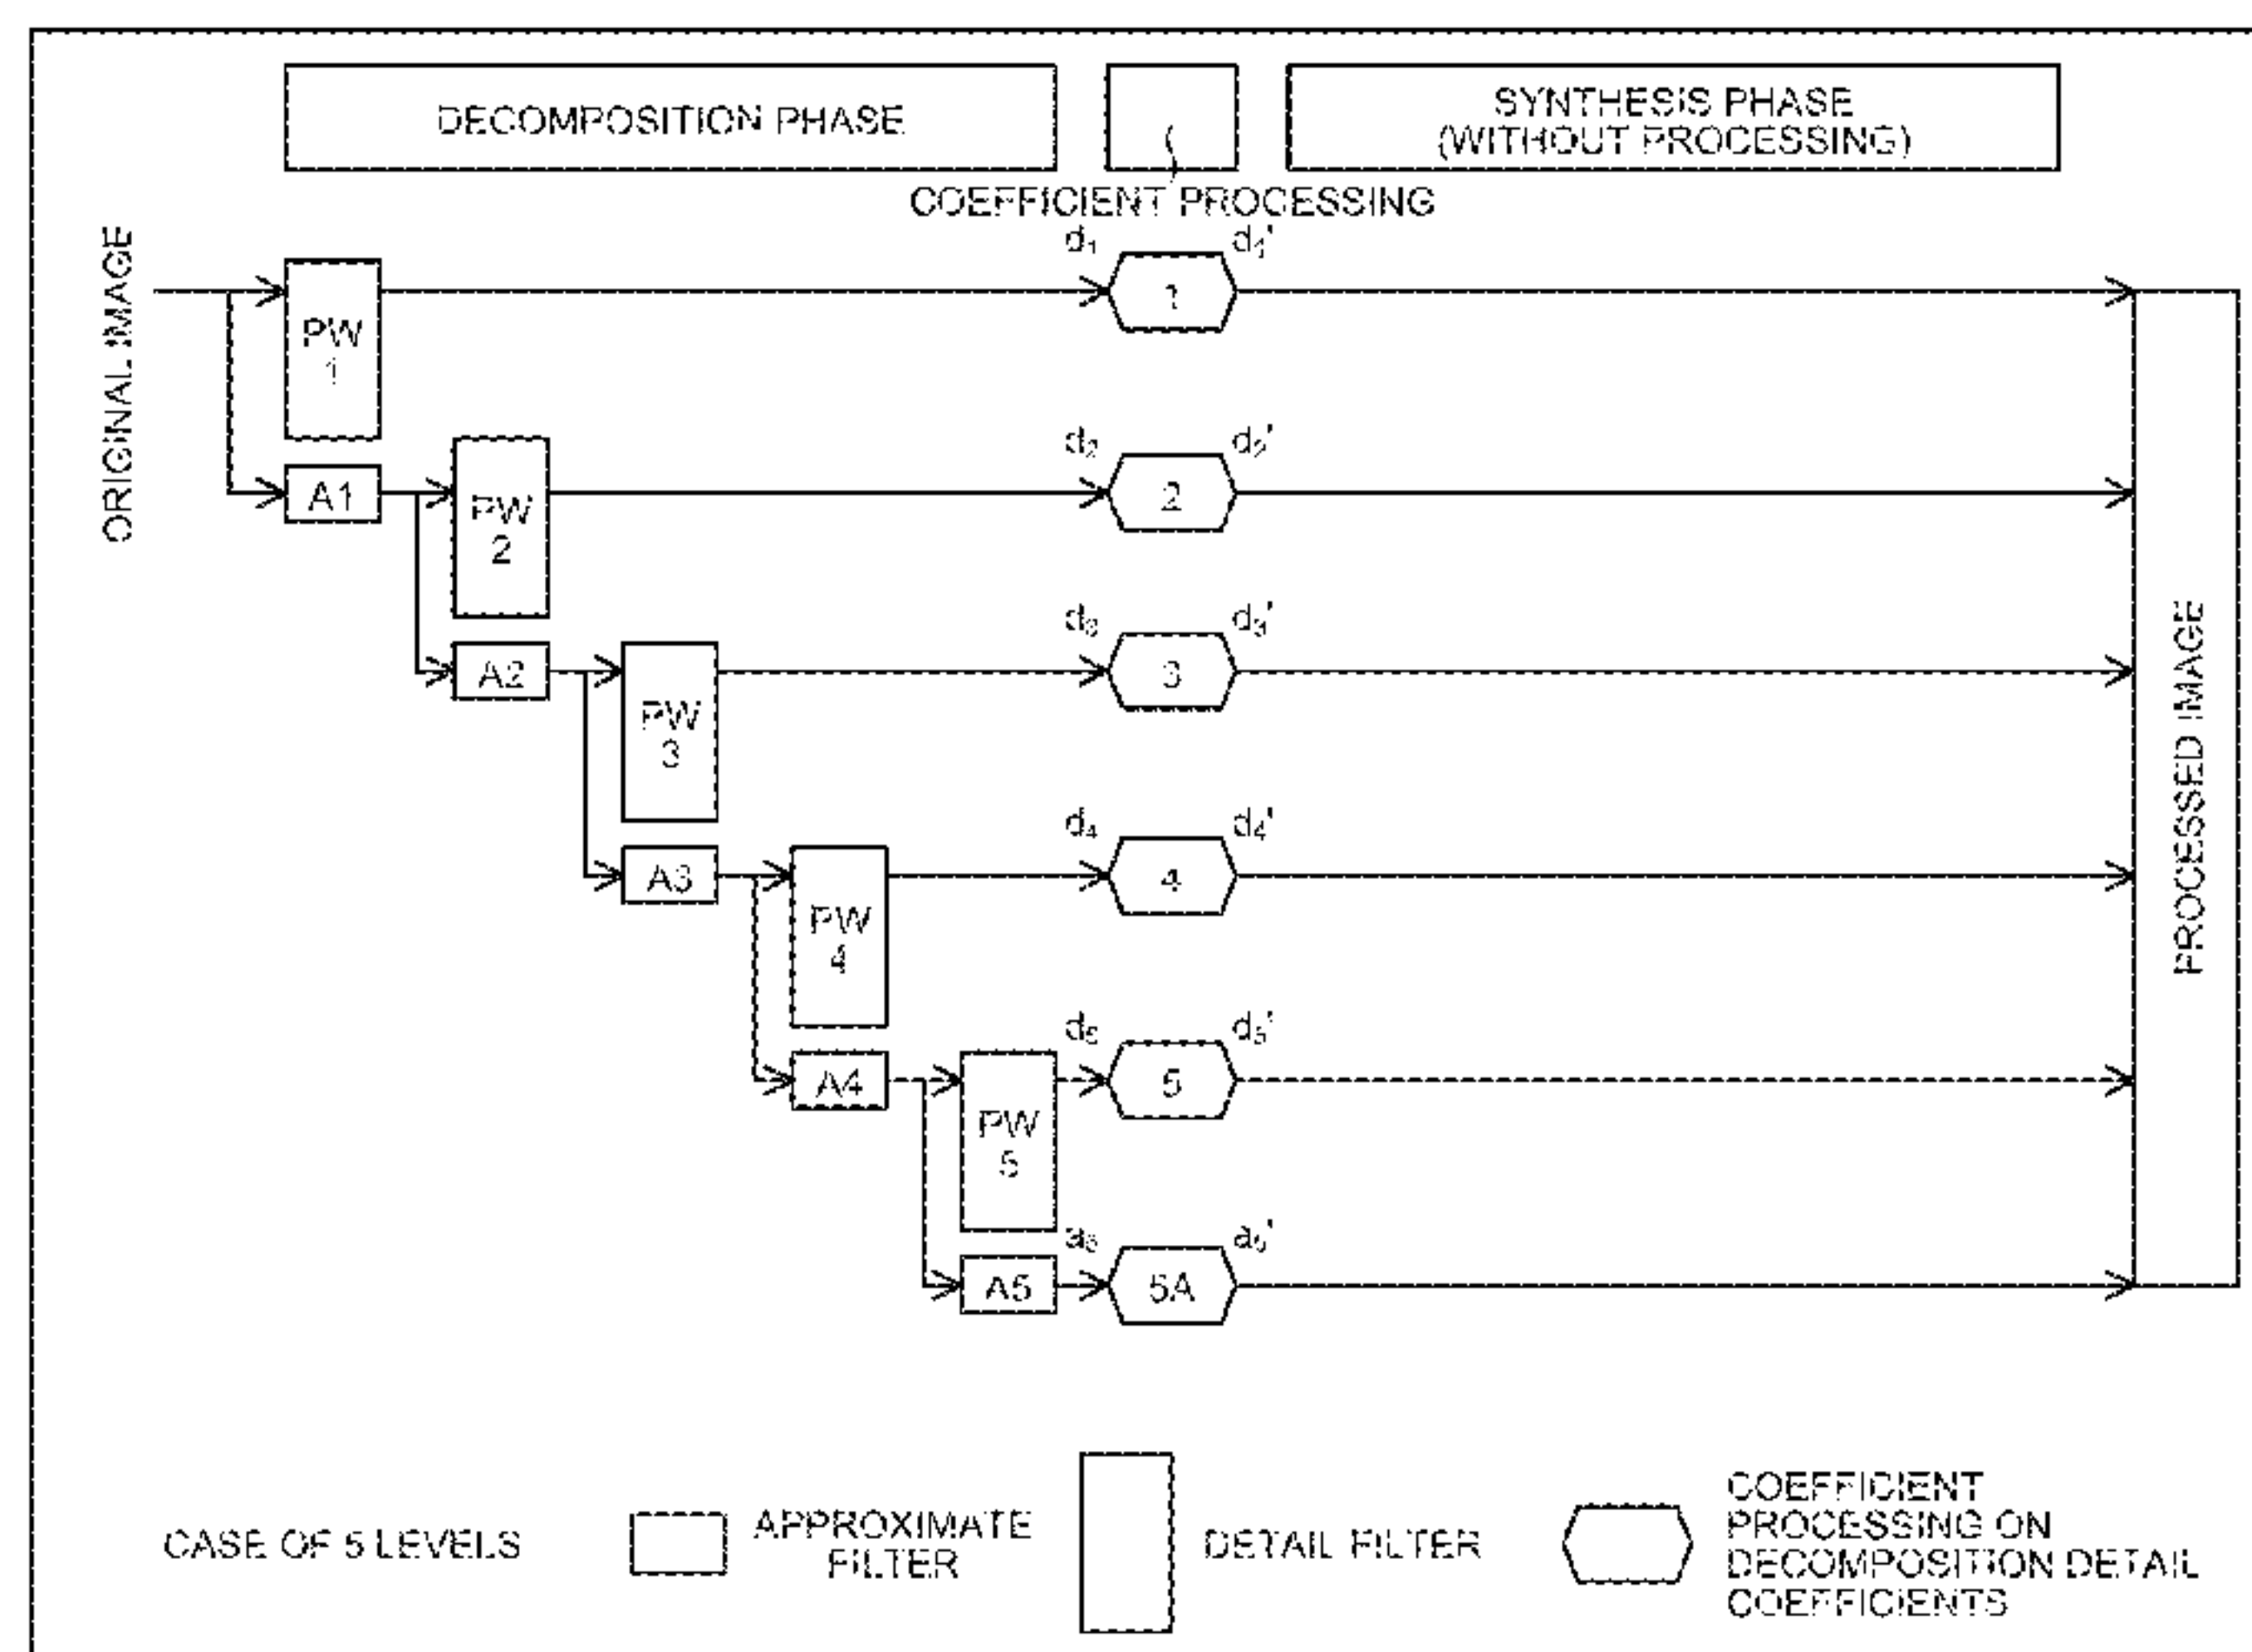 DECOMPOSITION PHASE
SYNTHESIS PHASE
(WITHOUT PROCESSING)
COEFFICIENT PROCESSING
ORIGINAL IMAGE
d₁ d₁'
PW
1
1
d₂ d₂'
A1
PW
2
2
d₃ d₃'
A2
PW
3
3
d₄ d₄'
A3
PW
4
4
d₅ d₅'
A4
PW
5
5
a₅ a₅'
A5
5A
PROCESSED IMAGE
CASE OF 5 LEVELS
APPROXIMATE
FILTER
DETAIL FILTER
COEFFICIENT
PROCESSING ON
DECOMPOSITION DETAIL
COEFFICIENTS